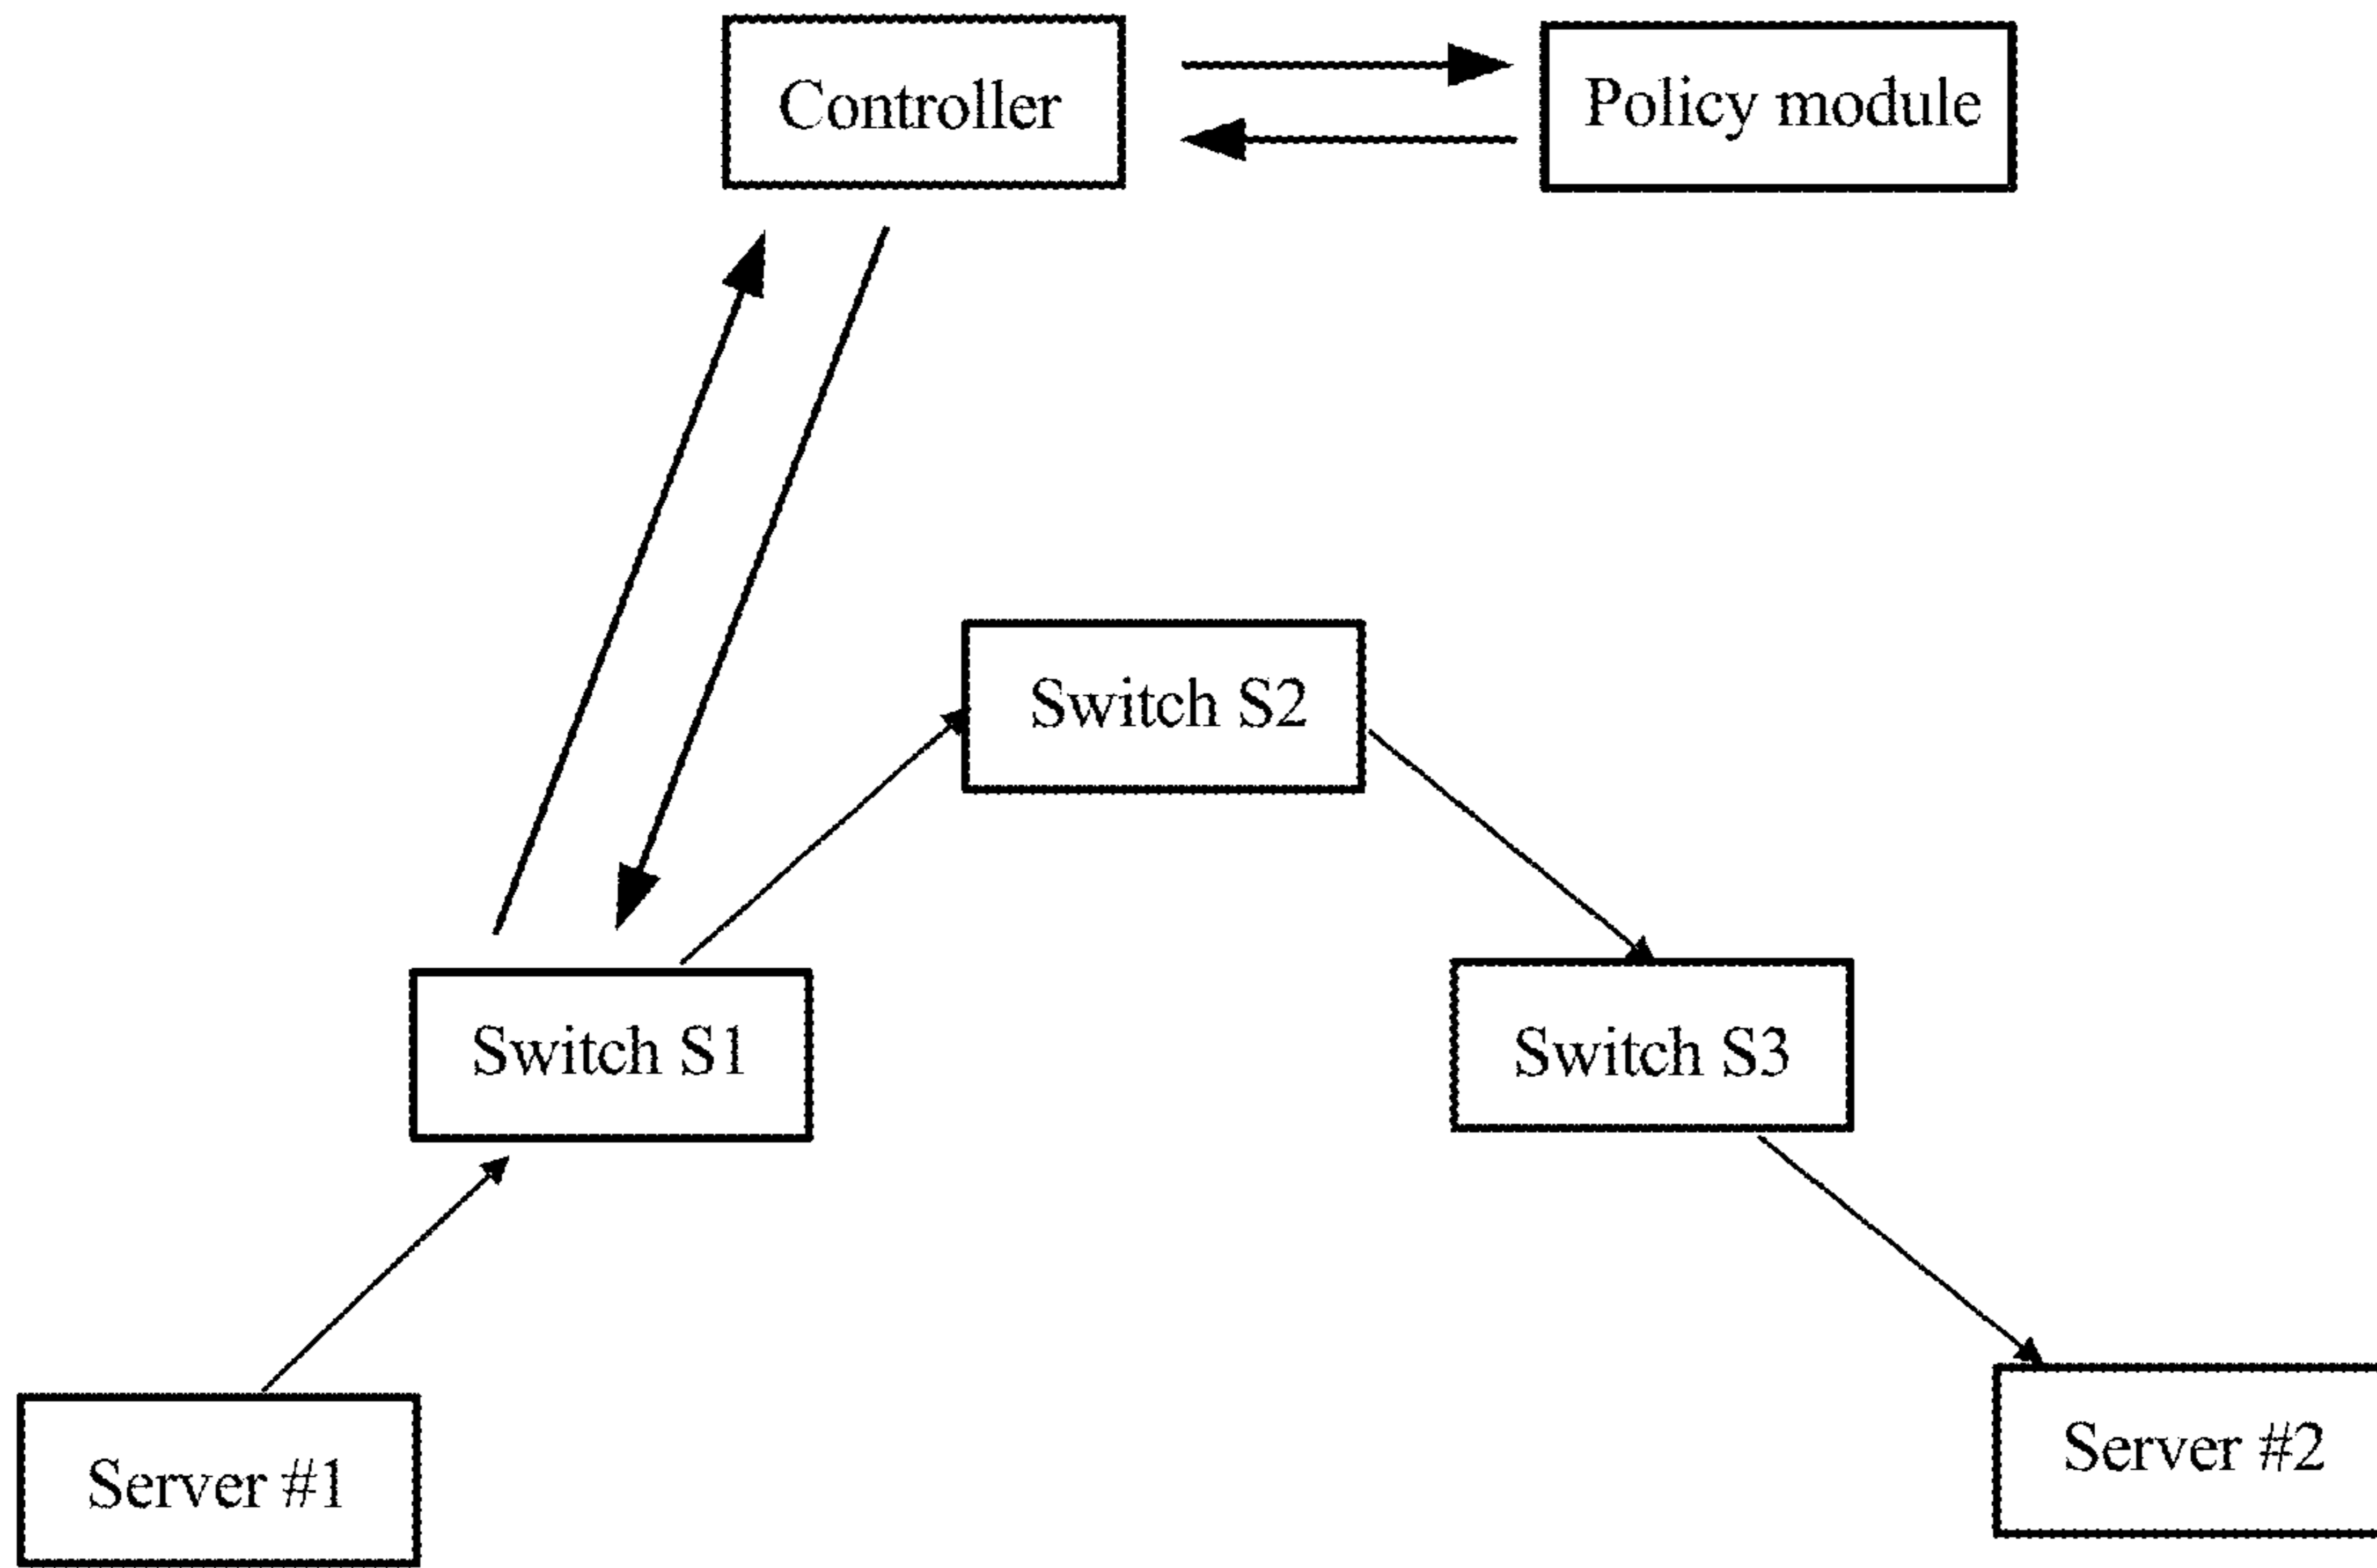 Controller
Policy module
Switch S2
Switch S1
Switch S3
Server #1
Server #2